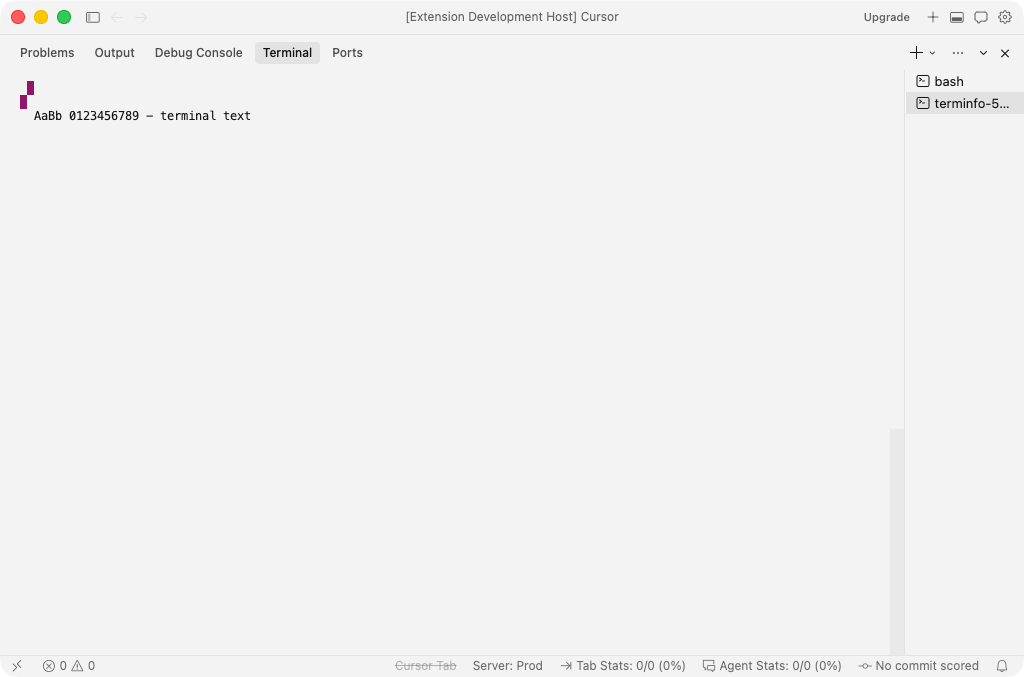 [Extension Development Host] Cursor
Upgrade
Problems Output Debug Console Terminal Ports
bash
terminfo-5...
AaBb 0123456789 — terminal text
0 0 Cursor Tab Server: Prod Tab Stats: 0/0 (0%) Agent Stats: 0/0 (0%) No commit scored